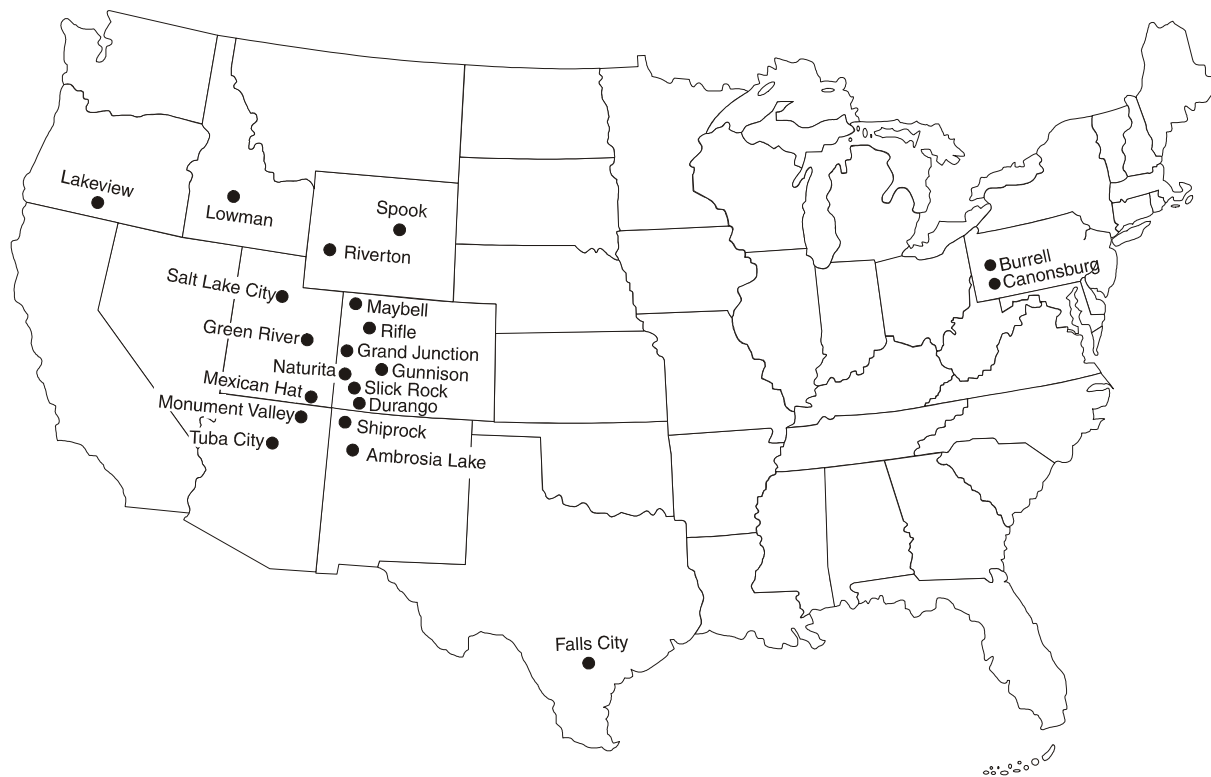 Lakeview
Lowman
Spook
Riverton
Burrell
Canonsburg
Salt Lake City
Maybell
Rifle
Green River
Grand Junction
Naturita
Gunnison
Mexican Hat
Slick Rock
Monument Valley
Durango
Tuba City
Shiprock
Ambrosia Lake
Falls City